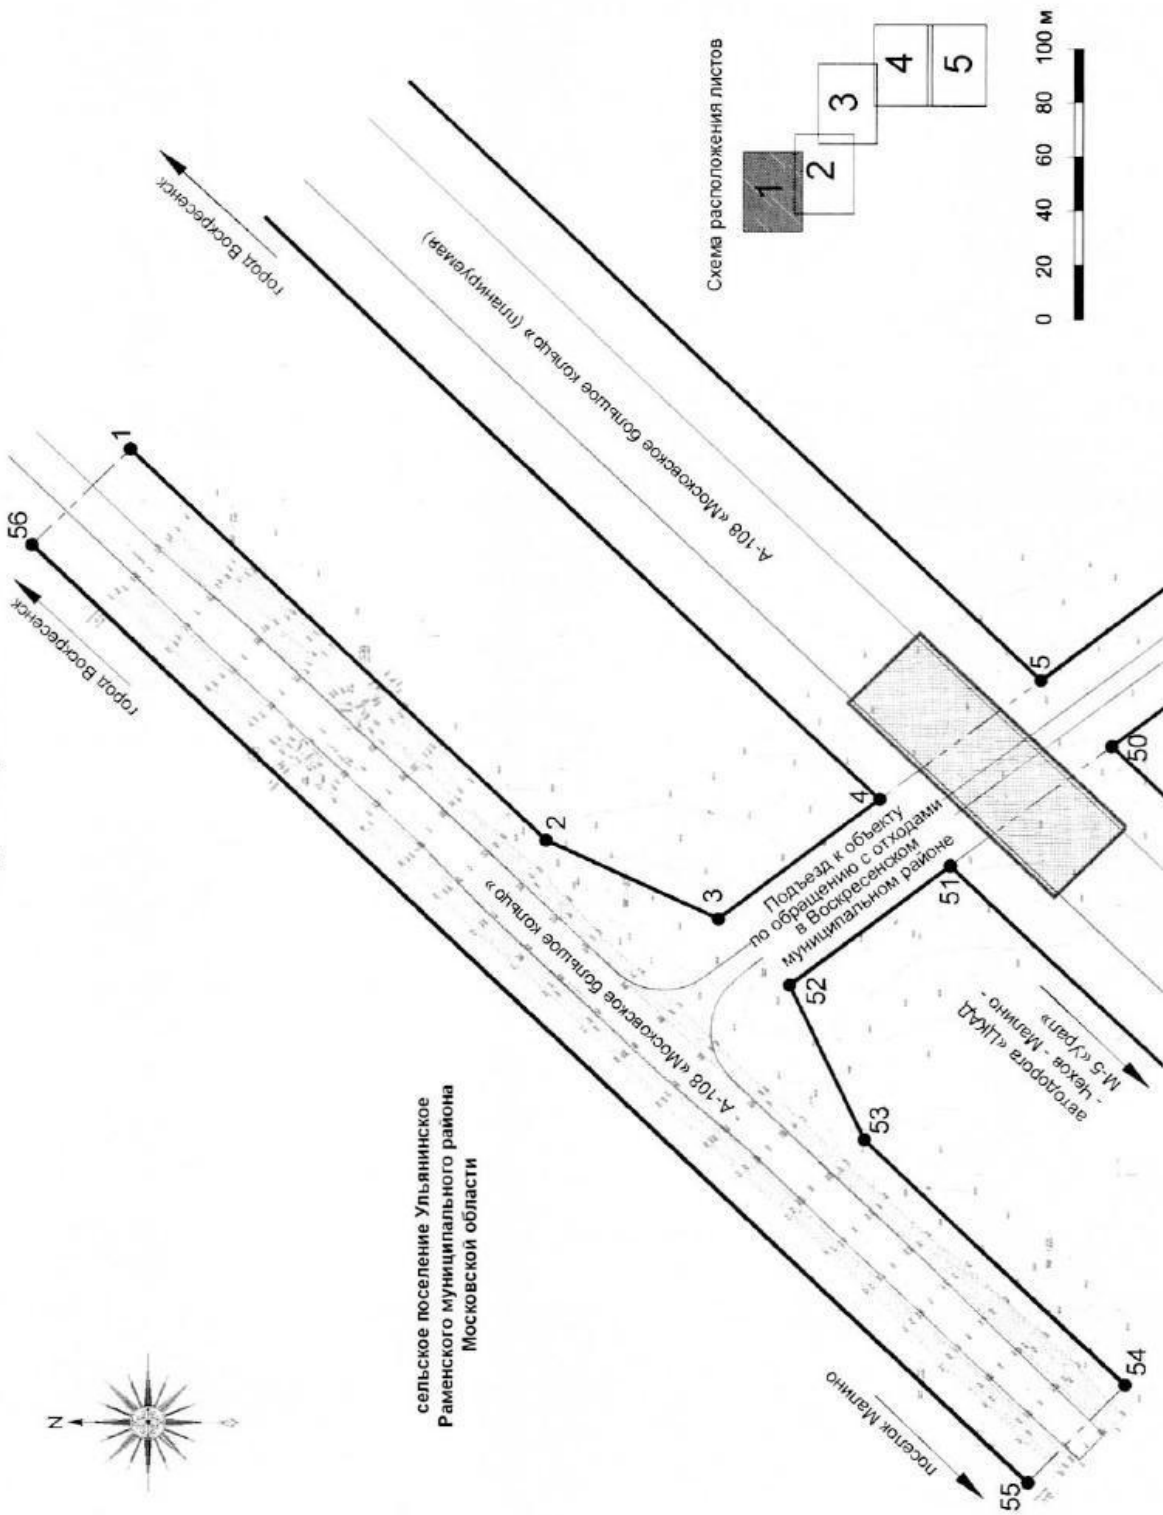 N
сельское поселение Ульянинское
Раменского муниципального района
Московской области
город Воскресенск
56
1
город Воскресенск
А-108 «Московское большое кольцо»
А-108 «Московское большое кольцо» (планируемая)
2
3
4
5
Подъезд к объекту
по обращению с отходами
в Воскресенском
муниципальном районе
50
51
52
53
54
55
поселок Малино
автодорога «ЦКАД
- Чехов - Малино -
М-5 «Урал»
Схема расположения листов
1
2
3
4
5
0 20 40 60 80 100 м